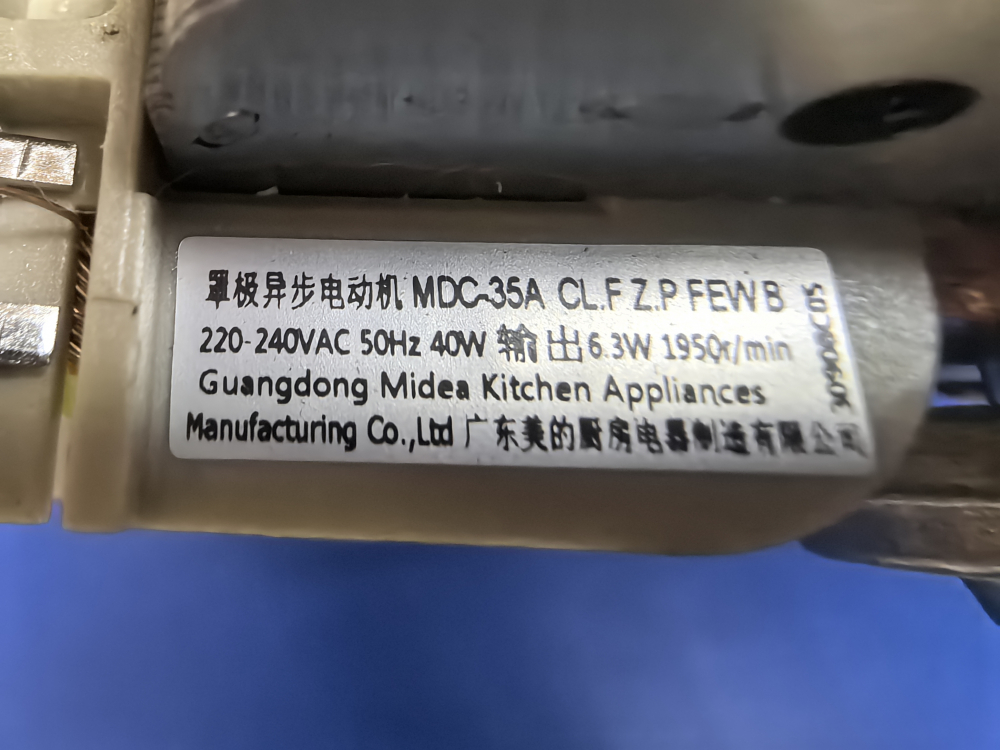 罩极异步电动机 MDC-35A CL.F Z.P FEW B
220-240VAC 50Hz 40W 输出 6.3W 1950r/min
Guangdong Midea Kitchen Appliances
Manufacturing Co.,Ltd 广东美的厨房电器制造有限公司